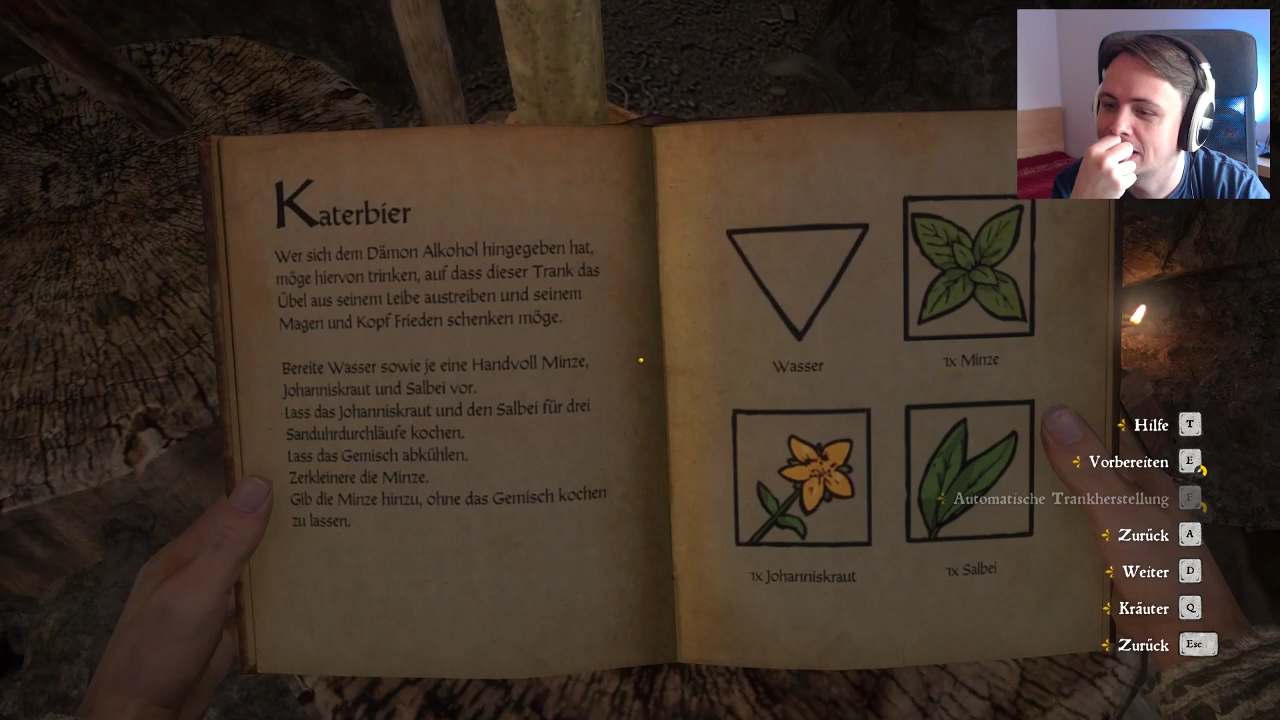 Katerbier
Wer sich dem Dämon Alkohol hingegeben hat,
möge hiervon trinken, auf dass dieser Trank das
Übel aus seinem Leibe austreiben und seinem
Magen und Kopf Frieden schenken möge.
Bereite Wasser sowie je eine Handvoll Minze,
Johanniskraut und Salbei vor.
Lass das Johanniskraut und den Salbei für drei
Sanduhrdurchläufe kochen.
Lass das Gemisch abkühlen.
Zerkleinere die Minze.
Gib die Minze hinzu, ohne das Gemisch kochen
zu lassen.
Wasser
1x Minze
1x Johanniskraut
1x Salbei
Hilfe T
Vorbereiten E
Automatische Trankherstellung F
Zurück A
Weiter D
Kräuter Q
Zurück Esc